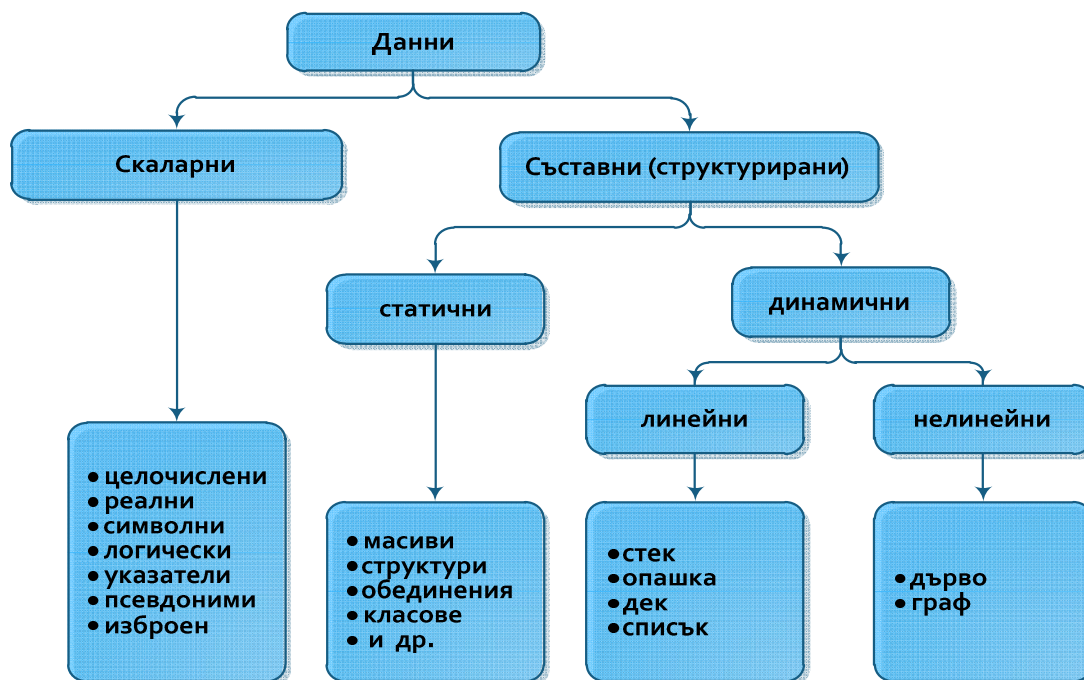 Данни
Скаларни
Съставни (структурирани)
статични
динамични
линейни
нелинейни
• целочислени
• реални
• символни
• логически
• указатели
• псевдоними
• изброен
• масиви
• структури
• обединения
• класове
• и др.
• стек
• опашка
• дек
• списък
• дърво
• граф